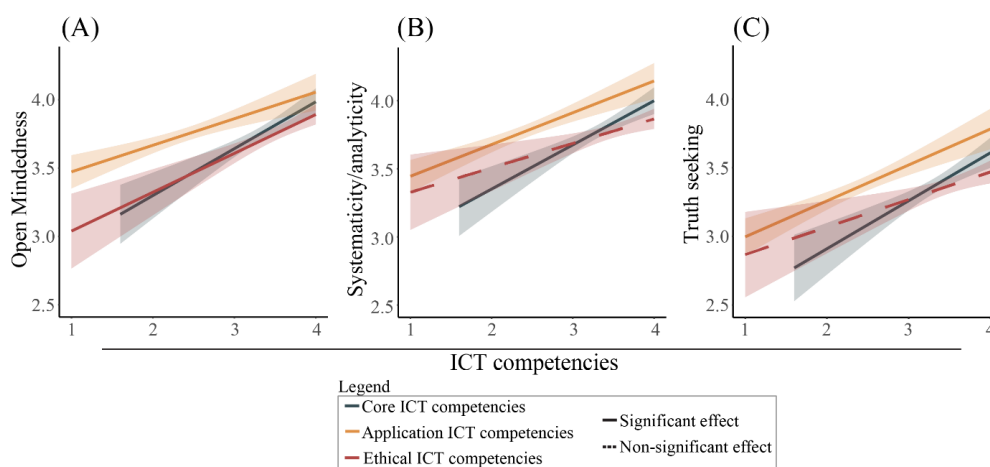 (A)
(B)
(C)
Open Mindedness
4.0
3.5
3.0
2.5
1 2 3 4
Systematicity/analyticity
4.0
3.5
3.0
2.5
1 2 3 4
Truth seeking
4.0
3.5
3.0
2.5
1 2 3 4
ICT competencies
Legend
Core ICT competencies
Application ICT competencies
Ethical ICT competencies
Significant effect
Non-significant effect